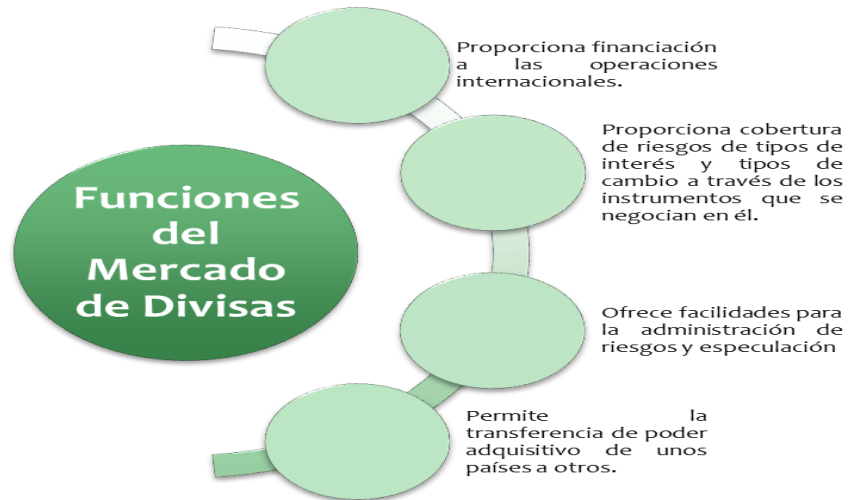 Funciones
del
Mercado
de Divisas
Proporciona financiación
a las operaciones
internacionales.
Proporciona cobertura
de riesgos de tipos de
interés y tipos de
cambio a través de los
instrumentos que se
negocian en él.
Ofrece facilidades para
la administración de
riesgos y especulación
Permite la
transferencia de poder
adquisitivo de unos
países a otros.